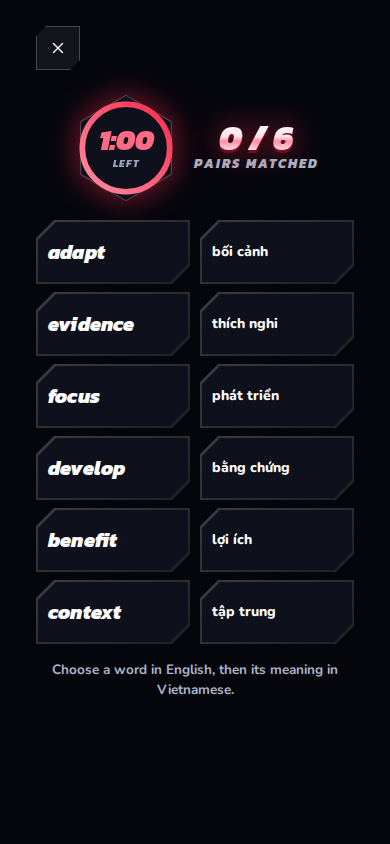 1:00
LEFT
0 / 6
PAIRS MATCHED
adapt
bối cảnh
evidence
thích nghi
focus
phát triển
develop
bằng chứng
benefit
lợi ích
context
tập trung
Choose a word in English, then its meaning in
Vietnamese.